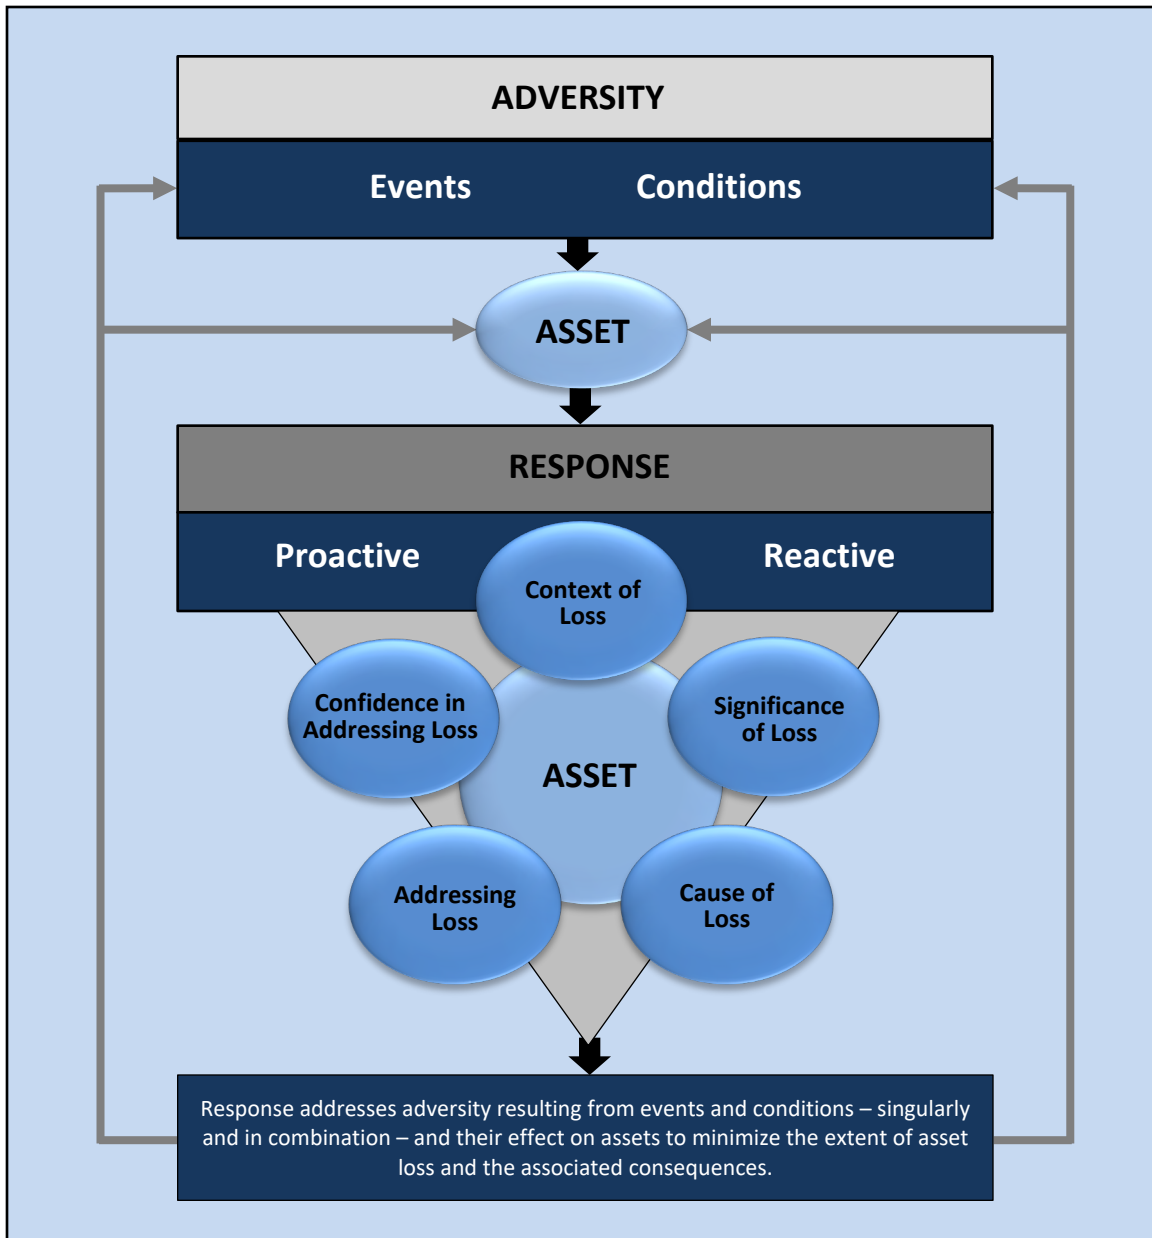 ADVERSITY
Events Conditions
ASSET
RESPONSE
Proactive Reactive
Context of
Loss
Confidence in
Addressing Loss
Significance
of Loss
ASSET
Addressing
Loss
Cause of
Loss
Response addresses adversity resulting from events and conditions – singularly
and in combination – and their effect on assets to minimize the extent of asset
loss and the associated consequences.